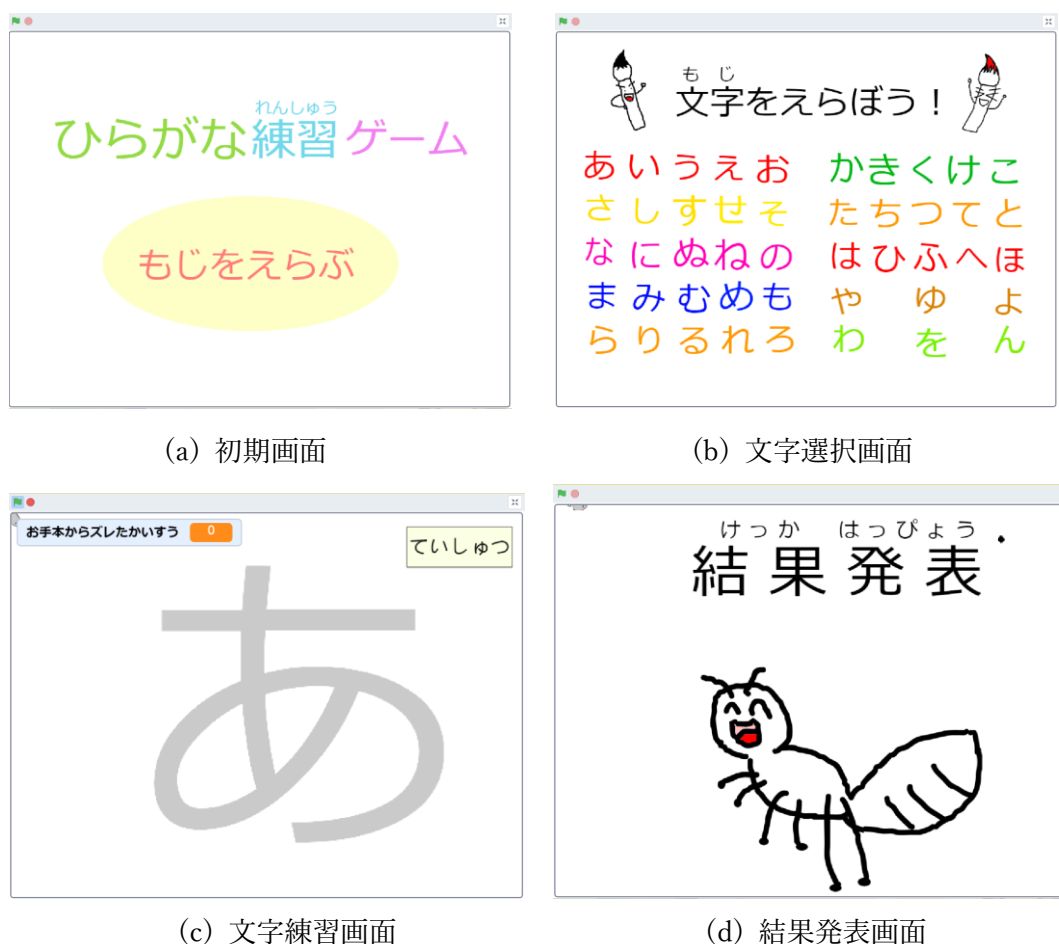 れんしゅう
ひらがな練習ゲーム
もじをえらぶ
(a) 初期画面
もじ
文字をえらぼう!
あいうえお かきくけこ
さしすせそ たちつてと
なにぬねの はひふへほ
まみむめも や ゆ よ
らりるれろ わ を ん
(b) 文字選択画面
お手本からズレたかいすう 0
ていしゅつ
あ
(c) 文字練習画面
けっか はっぴょう
結果発表
(d) 結果発表画面